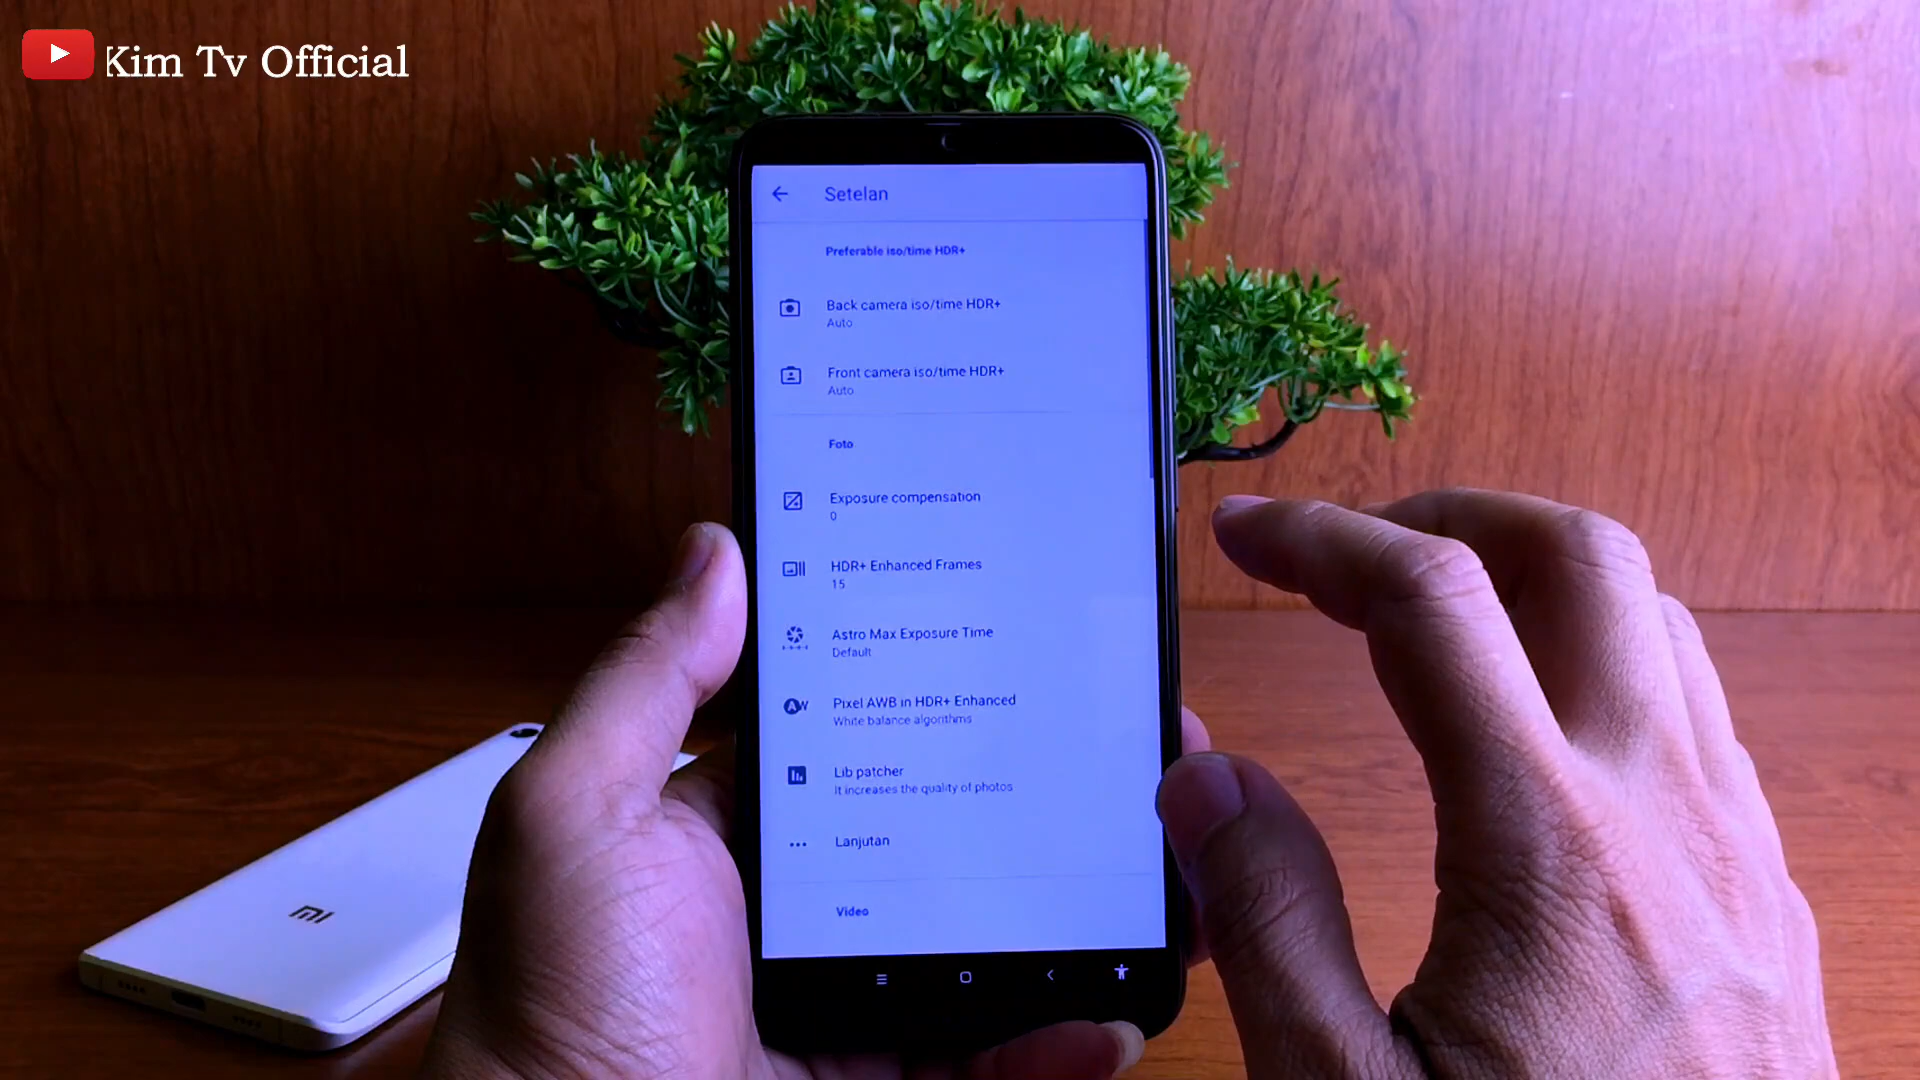 Kim Tv Official
Setelan
Preferable iso/time HDR+
Back camera iso/time HDR+
Auto
Front camera iso/time HDR+
Auto
Foto
Exposure compensation
0
HDR+ Enhanced Frames
15
Astro Max Exposure Time
Default
AW
Pixel AWB in HDR+ Enhanced
White balance algorithms
Lib patcher
It increases the quality of photos
Lanjutan
Video
MI